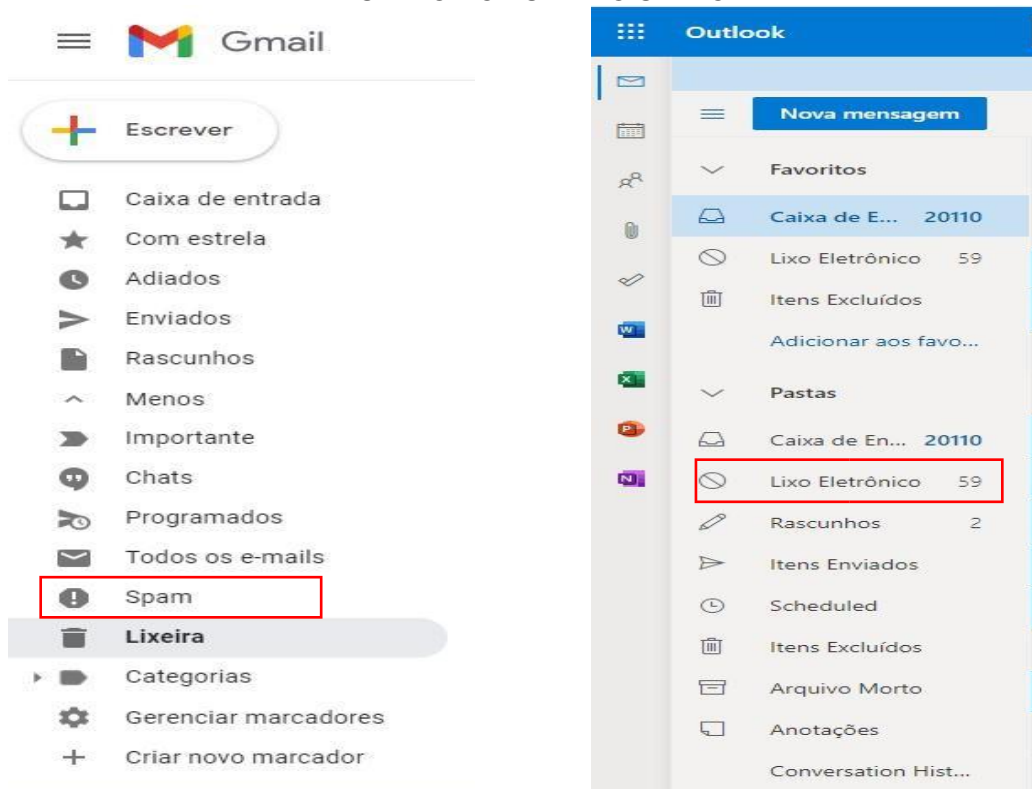 Gmail
Escrever
Caixa de entrada
Com estrela
Adiados
Enviados
Rascunhos
Menos
Importante
Chats
Programados
Todos os e-mails
Spam
Lixeira
Categorias
Gerenciar marcadores
Criar novo marcador
Outlook
Nova mensagem
Favoritos
Caixa de E... 20110
Lixo Eletrônico 59
Itens Excluídos
Adicionar aos favo...
Pastas
Caixa de En... 20110
Lixo Eletrônico 59
Rascunhos 2
Itens Enviados
Scheduled
Itens Excluídos
Arquivo Morto
Anotações
Conversation Hist...